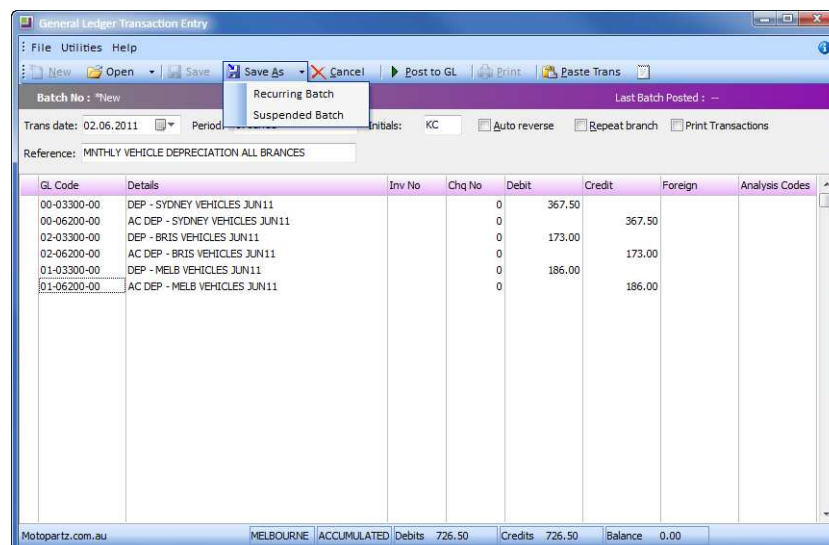 General Ledger Transaction Entry
File Utilities Help
New Open Save Save As Cancel Post to GL Print Paste Trans
Recurring Batch
Suspended Batch
Batch No : *New Last Batch Posted : --
Trans date: 02.06.2011 Period: Initials: KC Auto reverse Repeat branch Print Transactions
Reference: MNTHLY VEHICLE DEPRECIATION ALL BRANCES
GL Code Details Inv No Chq No Debit Credit Foreign Analysis Codes
00-03300-00 DEP - SYDNEY VEHICLES JUN11 0 367.50
00-06200-00 AC DEP - SYDNEY VEHICLES JUN11 0 367.50
02-03300-00 DEP - BRIS VEHICLES JUN11 0 173.00
02-06200-00 AC DEP - BRIS VEHICLES JUN11 0 173.00
01-03300-00 DEP - MELB VEHICLES JUN11 0 186.00
01-06200-00 AC DEP - MELB VEHICLES JUN11 0 186.00
Motopartz.com.au MELBOURNE ACCUMULATED Debits 726.50 Credits 726.50 Balance 0.00